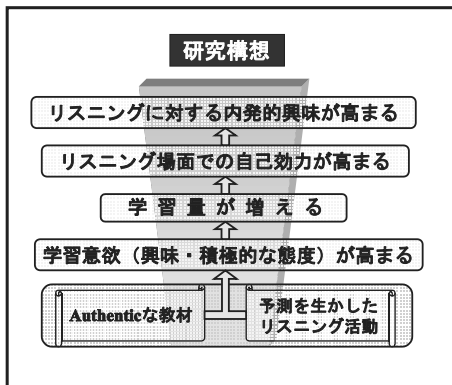 研究構想
リスニングに対する内発的興味が高まる
リスニング場面での自己効力が高まる
学習量が増える
学習意欲（興味・積極的な態度）が高まる
Authenticな教材
予測を生かした
リスニング活動